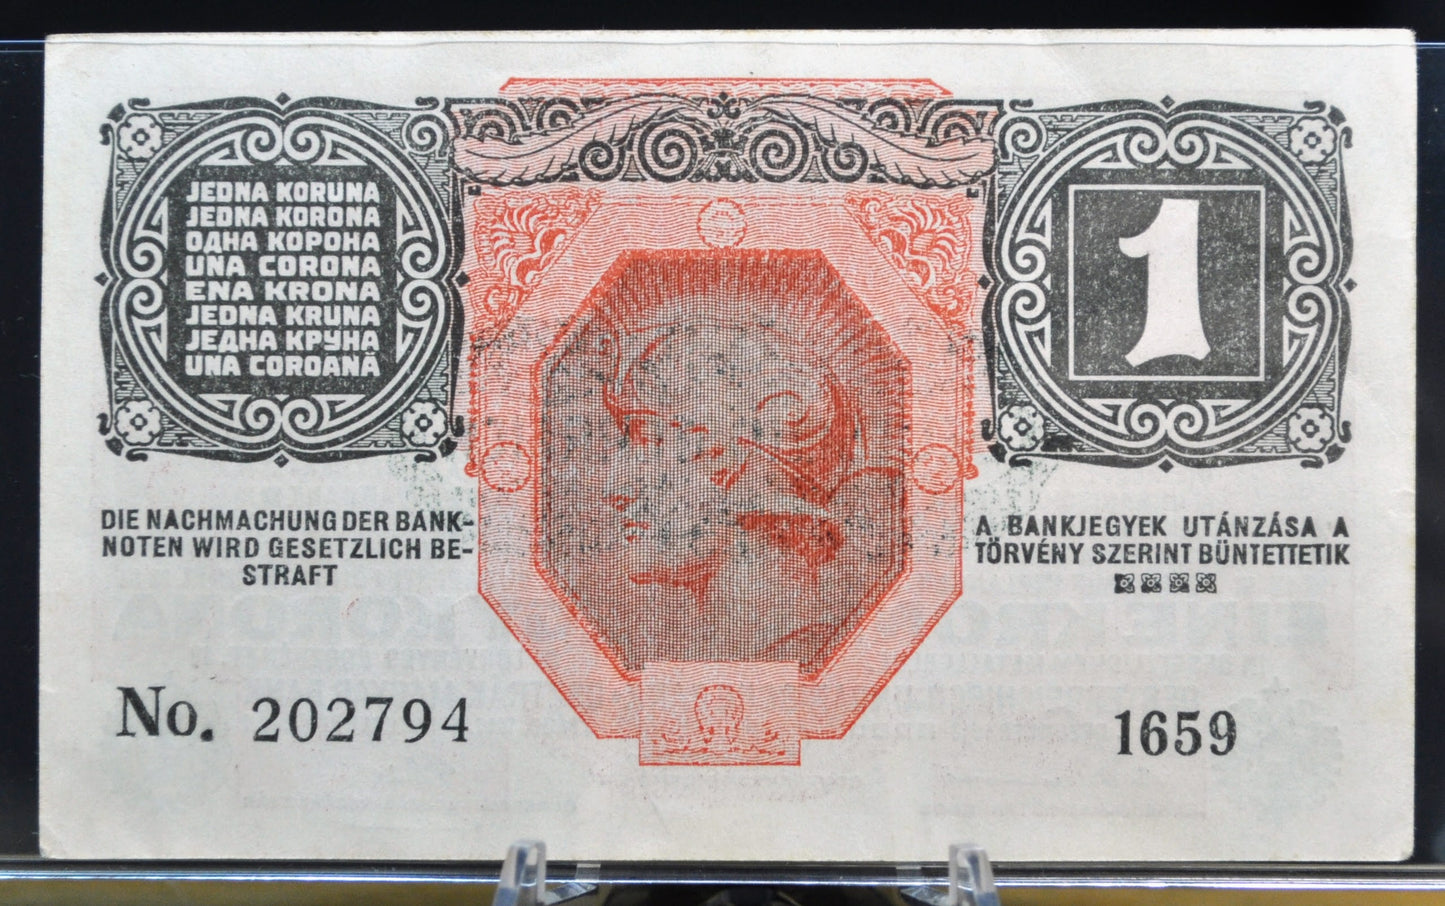 JEDNA KORUNA
JEDNA KORONA
ОДНА КОРОНА
UNA CORONA
ENA KRONA
JEDNA KRUNA
ЈЕДНА КРУНА
UNA COROANĂ
1
DIE NACHMACHUNG DER BANK-
NOTEN WIRD GESETZLICH BE-
STRAFT
A BANKJEGYEK UTÁNZÁSA A
TÖRVÉNY SZERINT BÜNTETTETIK
No. 202794
1659